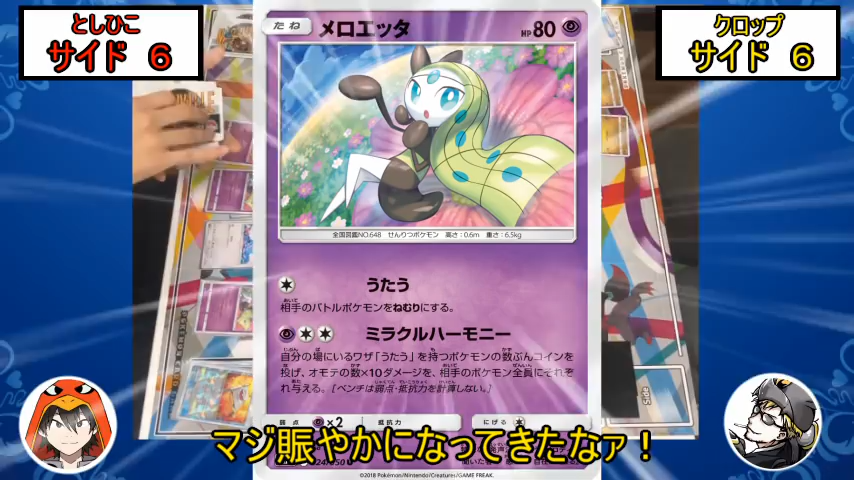 としひこ
サイド 6
クロップ
サイド 6
たね
メロエッタ
HP80
全国図鑑NO.648 せんりつポケモン 高さ:0.6m 重さ:6.5kg
うたう
相手のバトルポケモンをねむりにする。
ミラクルハーモニー
自分の場にいるワザ「うたう」を持つポケモンの数ぶんコインを
投げ、オモテの数×10ダメージを、相手のポケモン全員にそれぞ
れ与える。[ベンチは弱点・抵抗力を計算しない。]
弱点
×2
抵抗力
にげる
マジ賑やかになってきたなァ!
©2018 Pokémon/Nintendo/Creatures/GAME FREAK.